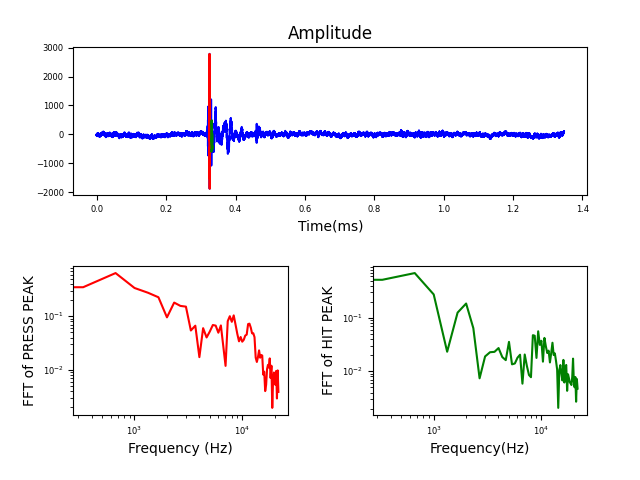 Amplitude
3000
2000
1000
0
−1000
−2000
0.0 0.2 0.4 0.6 0.8 1.0 1.2 1.4
Time(ms)
FFT of PRESS PEAK
10⁻¹
10⁻²
10³ 10⁴
Frequency (Hz)
FFT of HIT PEAK
10⁻¹
10⁻²
10³ 10⁴
Frequency(Hz)